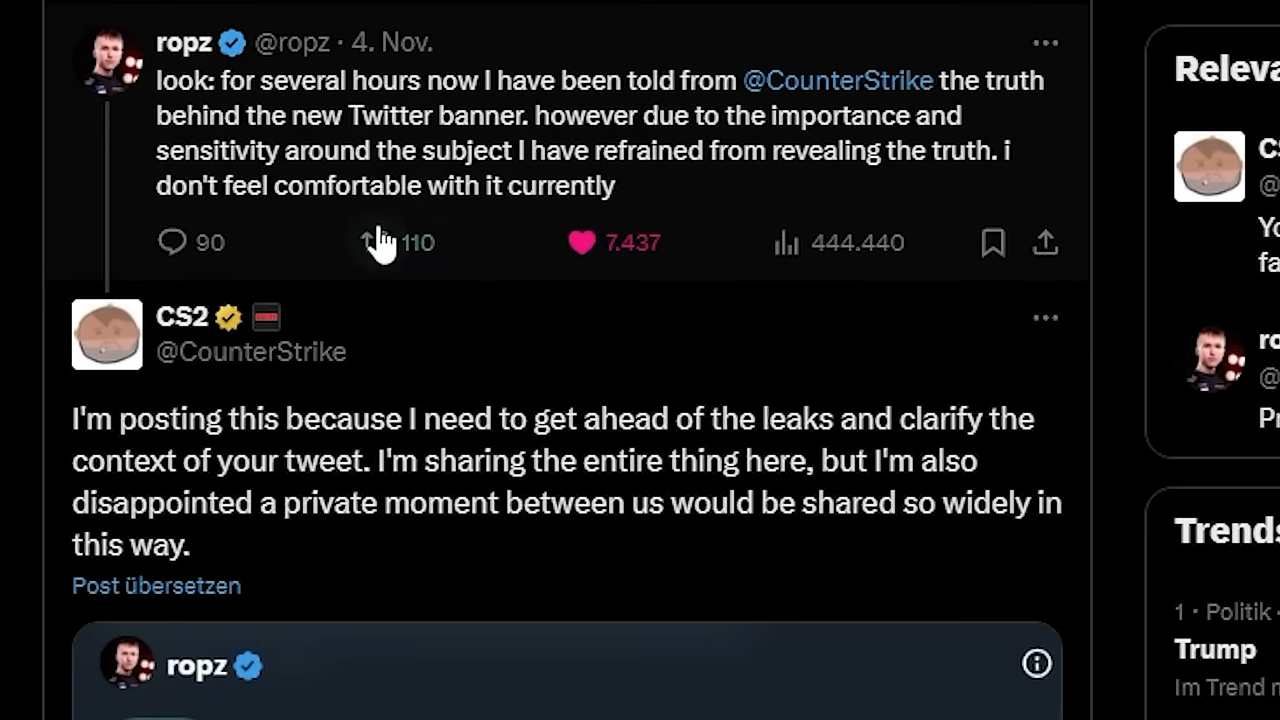 ropz @ropz · 4. Nov.
look: for several hours now I have been told from @CounterStrike the truth
behind the new Twitter banner. however due to the importance and
sensitivity around the subject I have refrained from revealing the truth. i
don't feel comfortable with it currently
90 110 7.437 444.440
CS2
@CounterStrike
I'm posting this because I need to get ahead of the leaks and clarify the
context of your tweet. I'm sharing the entire thing here, but I'm also
disappointed a private moment between us would be shared so widely in
this way.
Post übersetzen
ropz
Releva
CS
@
Yo
fa
ro
@
Pr
Trends
1 · Politik ·
Trump
Im Trend